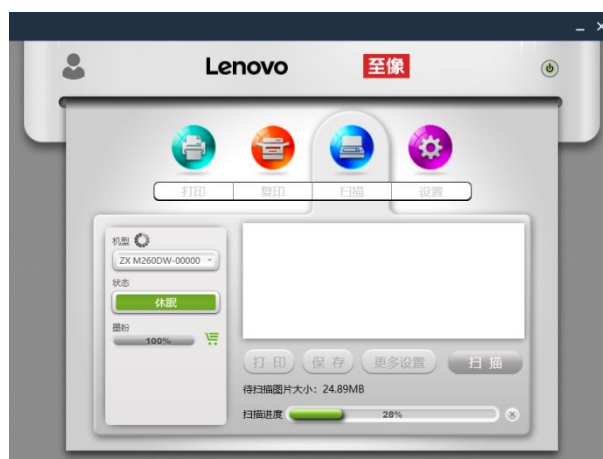 Lenovo 至像
打印 复印 扫描 设置
机型
ZX M260DW-00000
状态
休眠
墨粉
100%
打 印 保 存 更多设置 扫 描
待扫描图片大小: 24.89MB
扫描进度 28%